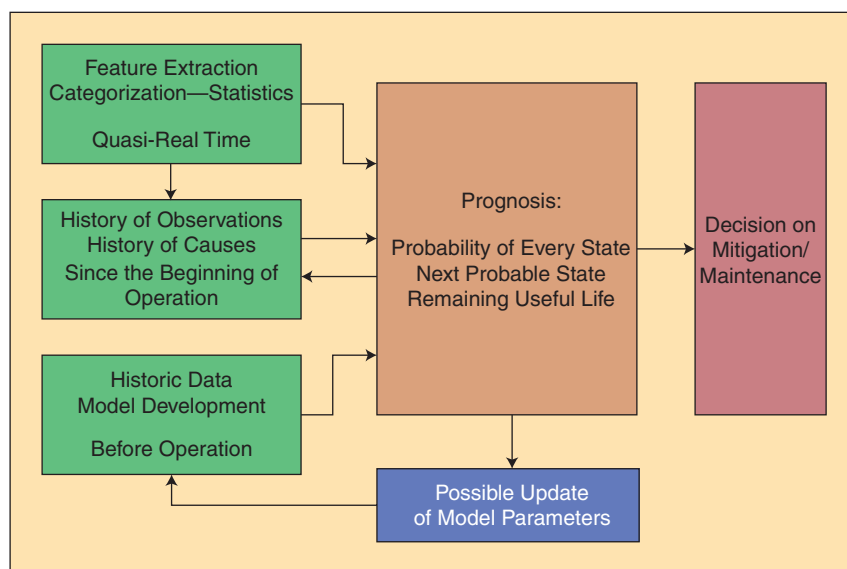 Feature Extraction
Categorization—Statistics
Quasi-Real Time
History of Observations
History of Causes
Since the Beginning of
Operation
Historic Data
Model Development
Before Operation
Prognosis:
Probability of Every State
Next Probable State
Remaining Useful Life
Possible Update
of Model Parameters
Decision on
Mitigation/
Maintenance